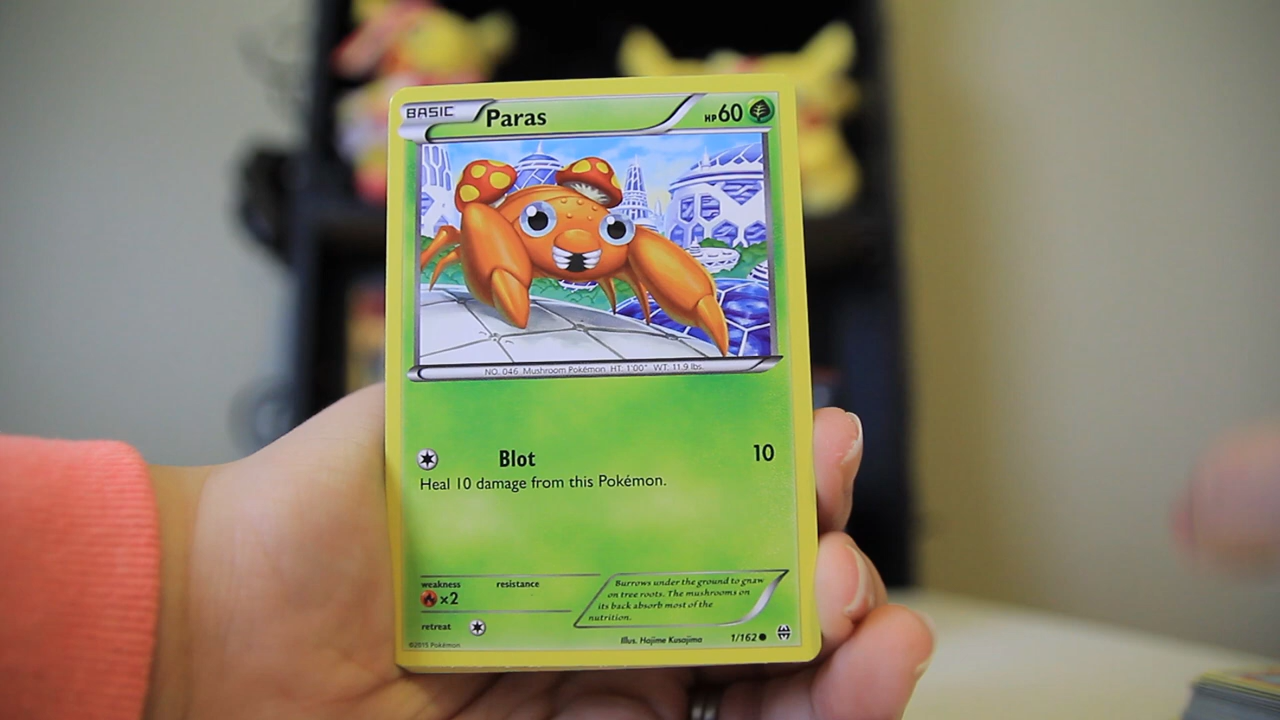 BASIC Paras HP60
NO. 046 Mushroom Pokémon HT: 1'00" WT: 11.9 lbs.
Blot 10
Heal 10 damage from this Pokémon.
weakness resistance
×2
retreat
Burrows under the ground to gnaw
on tree roots. The mushrooms on
its back absorb most of the
nutrition.
Illus. Hajime Kusajima 1/162
©2015 Pokémon